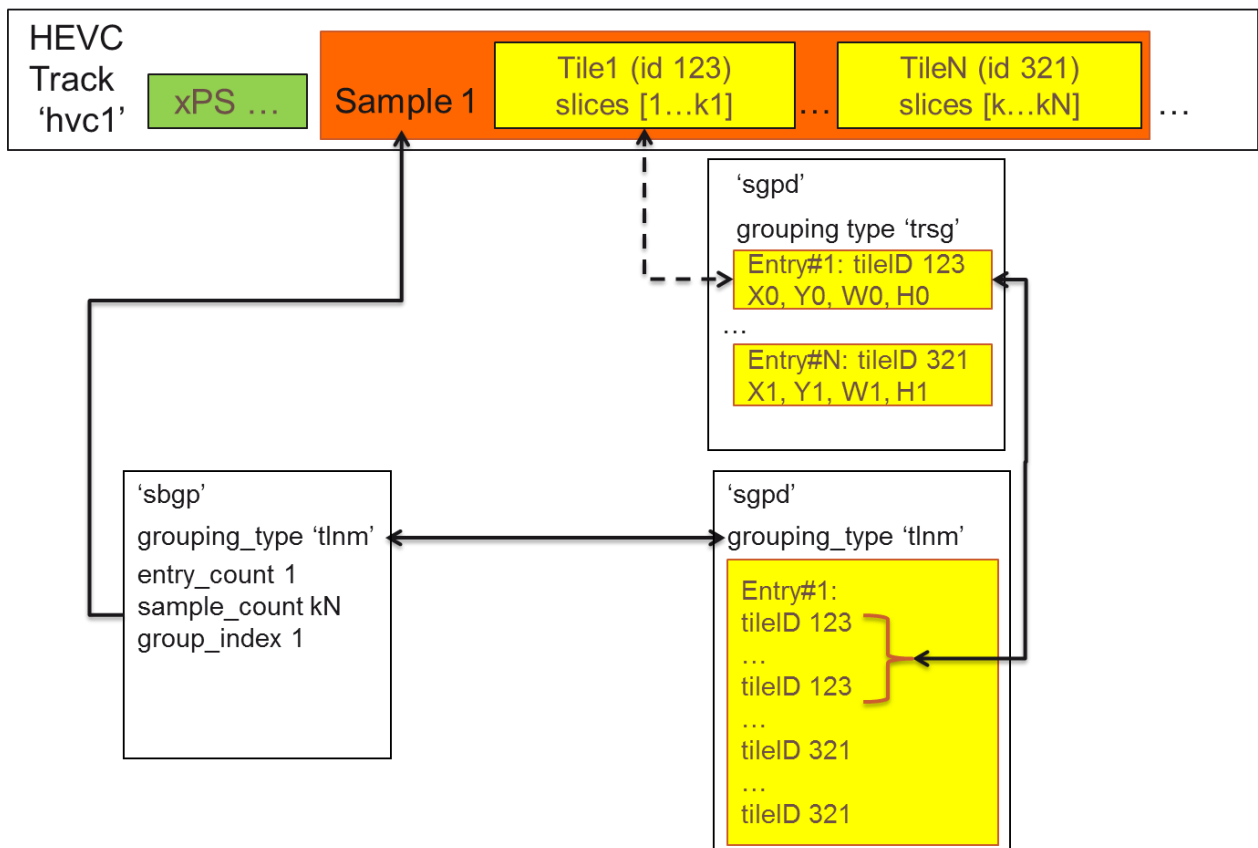 HEVC
Track
'hvc1'
xPS …
Sample 1
Tile1 (id 123)
slices [1…k1]
…
TileN (id 321)
slices [k…kN]
…
‘sgpd’
grouping type ‘trsg’
Entry#1: tileID 123
X0, Y0, W0, H0
…
Entry#N: tileID 321
X1, Y1, W1, H1
‘sbgp’
grouping_type ‘tlnm’
entry_count 1
sample_count kN
group_index 1
‘sgpd’
grouping_type ‘tlnm’
Entry#1:
tileID 123
…
tileID 123
…
tileID 321
…
tileID 321